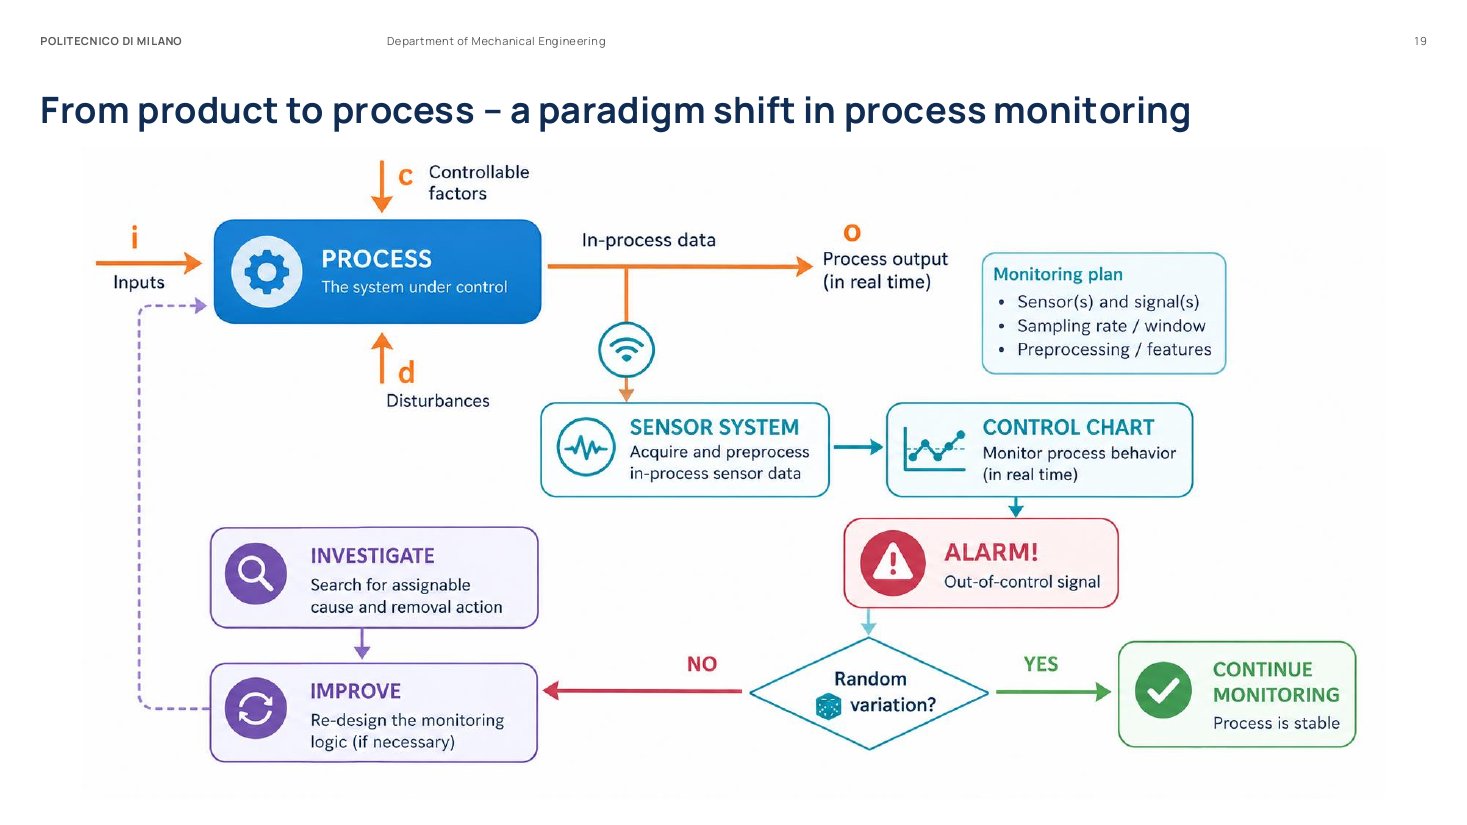 POLITECNICO DI MILANO
Department of Mechanical Engineering
19
From product to process – a paradigm shift in process monitoring
c
Controllable
factors
i
Inputs
PROCESS
The system under control
In-process data
o
Process output
(in real time)
d
Disturbances
Monitoring plan
• Sensor(s) and signal(s)
• Sampling rate / window
• Preprocessing / features
SENSOR SYSTEM
Acquire and preprocess
in-process sensor data
CONTROL CHART
Monitor process behavior
(in real time)
ALARM!
Out-of-control signal
Random
variation?
NO
YES
CONTINUE
MONITORING
Process is stable
INVESTIGATE
Search for assignable
cause and removal action
IMPROVE
Re-design the monitoring
logic (if necessary)